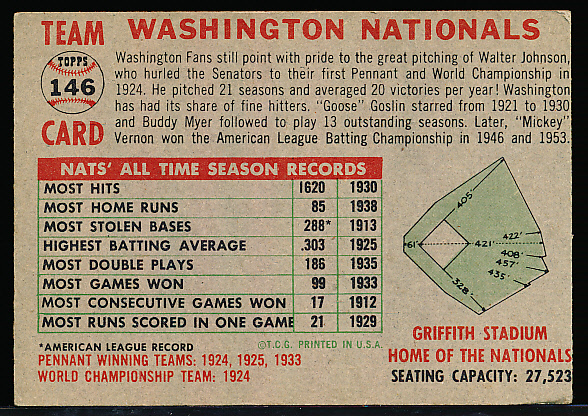 TEAM WASHINGTON NATIONALS
TOPPS
146
CARD
Washington Fans still point with pride to the great pitching of Walter Johnson,
who hurled the Senators to their first Pennant and World Championship in
1924. He pitched 21 seasons and averaged 20 victories per year! Washington
has had its share of fine hitters. "Goose" Goslin starred from 1921 to 1930
and Buddy Myer followed to play 13 outstanding seasons. Later, "Mickey"
Vernon won the American League Batting Championship in 1946 and 1953.
NATS' ALL TIME SEASON RECORDS
MOST HITS 1620 1930
MOST HOME RUNS 85 1938
MOST STOLEN BASES 288* 1913
HIGHEST BATTING AVERAGE .303 1925
MOST DOUBLE PLAYS 186 1935
MOST GAMES WON 99 1933
MOST CONSECUTIVE GAMES WON 17 1912
MOST RUNS SCORED IN ONE GAME 21 1929
*AMERICAN LEAGUE RECORD ©T.C.G. PRINTED IN U.S.A.
PENNANT WINNING TEAMS: 1924, 1925, 1933
WORLD CHAMPIONSHIP TEAM: 1924
405'
61' 421' 422'
408'
457'
435'
328'
GRIFFITH STADIUM
HOME OF THE NATIONALS
SEATING CAPACITY: 27,523